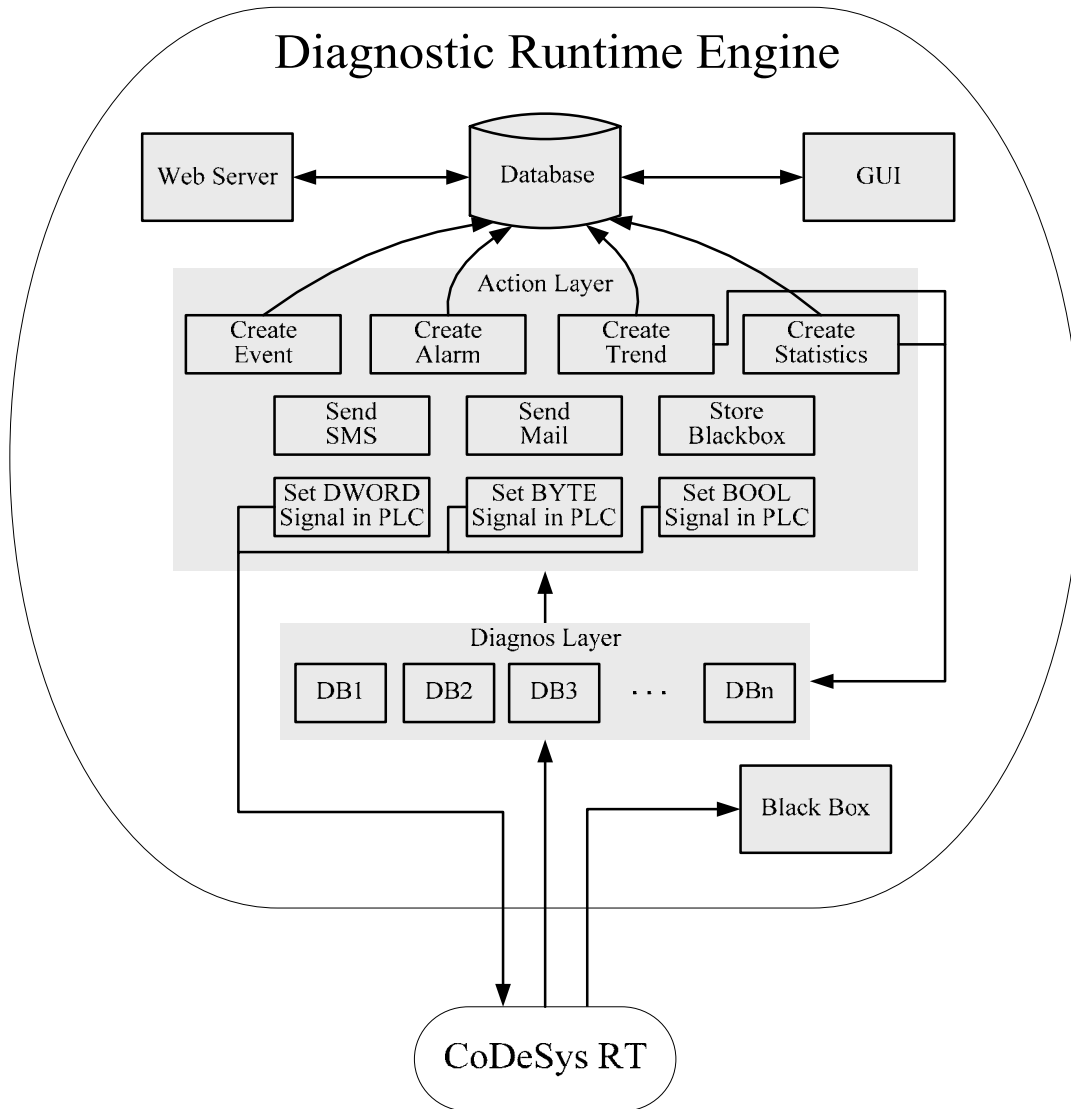 Diagnostic Runtime Engine
Web Server
Database
GUI
Action Layer
Create
Event
Create
Alarm
Create
Trend
Create
Statistics
Send
SMS
Send
Mail
Store
Blackbox
Set DWORD
Signal in PLC
Set BYTE
Signal in PLC
Set BOOL
Signal in PLC
Diagnos Layer
DB1
DB2
DB3
...
DBn
Black Box
CoDeSys RT